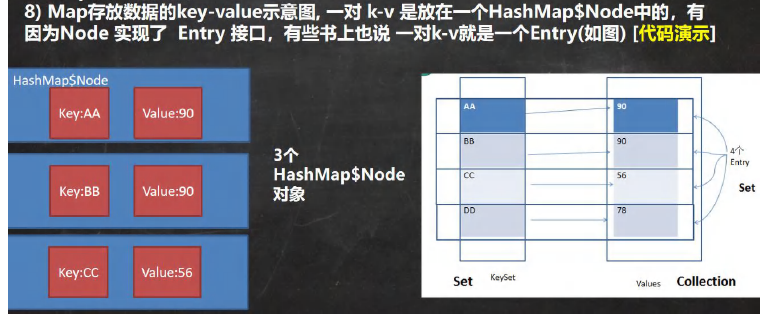 8) Map存放数据的key-value示意图, 一对 k-v 是放在一个HashMap$Node中的，有
因为Node 实现了 Entry 接口，有些书上也说 一对k-v就是一个Entry(如图) [代码演示]
HashMap$Node
Key:AA
Value:90
Key:BB
Value:90
Key:CC
Value:56
3个
HashMap$Node
对象
AA
90
BB
90
CC
56
DD
78
4个
Entry
Set
Set
KeySet
Values
Collection